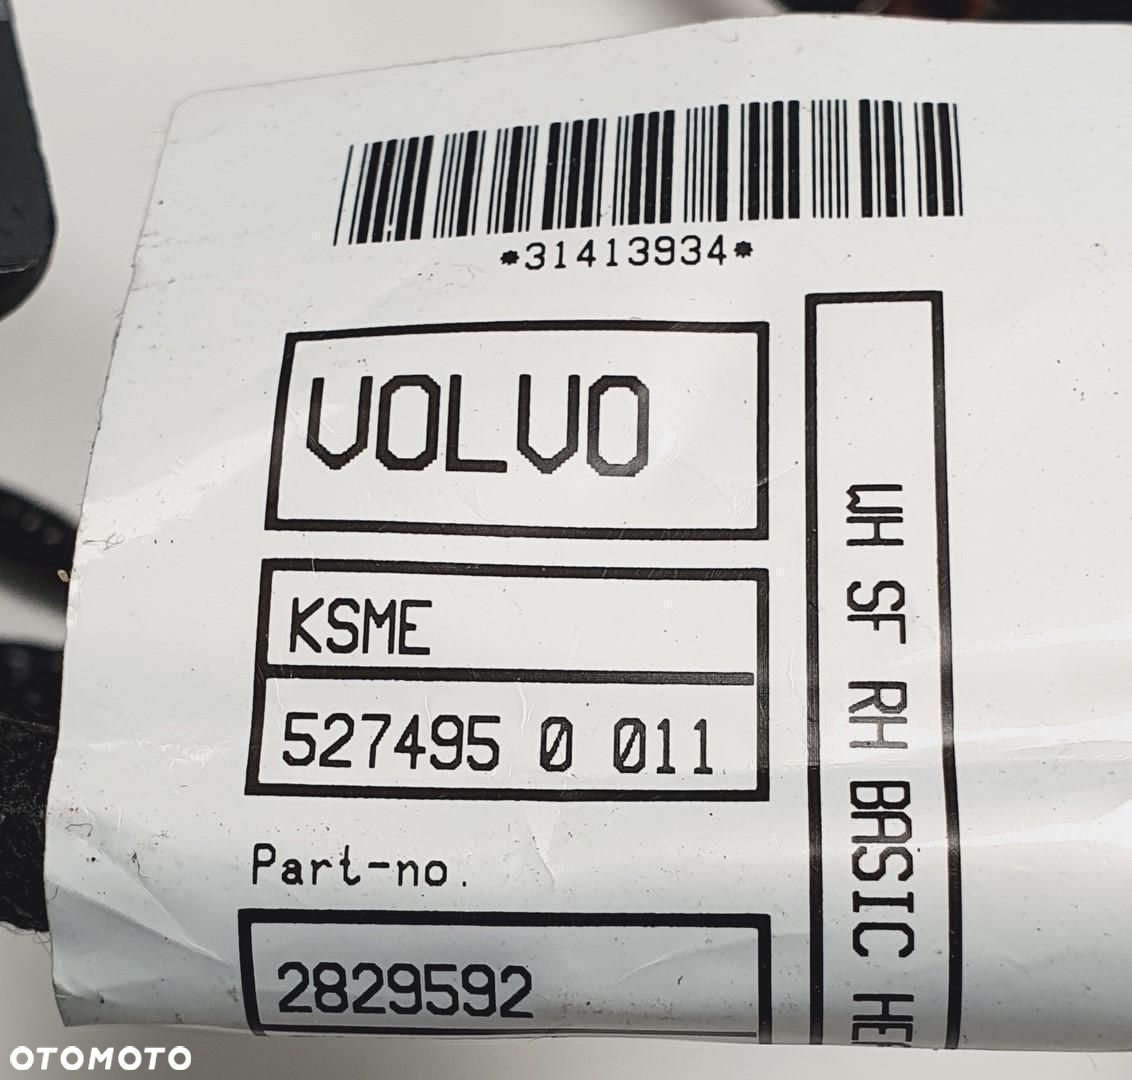 *31413934*
VOLVO
KSME
527495 0 011
Part-no.
2829592
WH SF RH BASIC
OTOMOTO